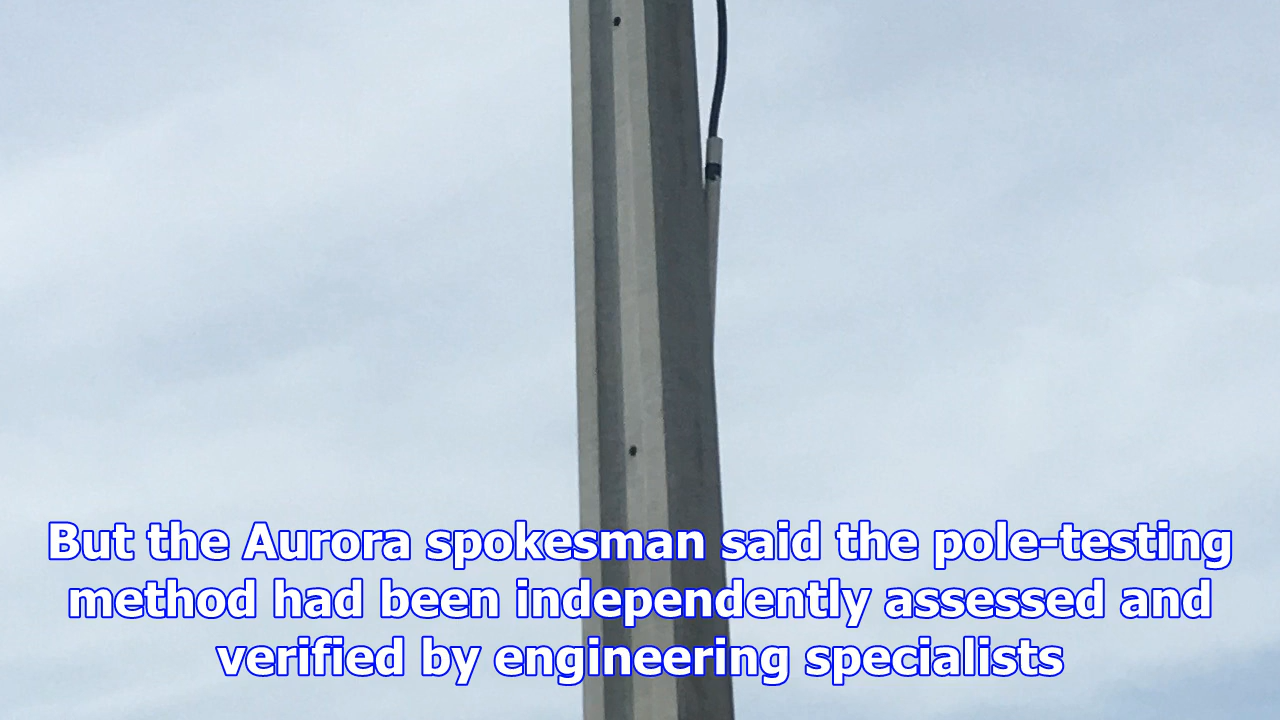 But the Aurora spokesman said the pole-testing
method had been independently assessed and
verified by engineering specialists